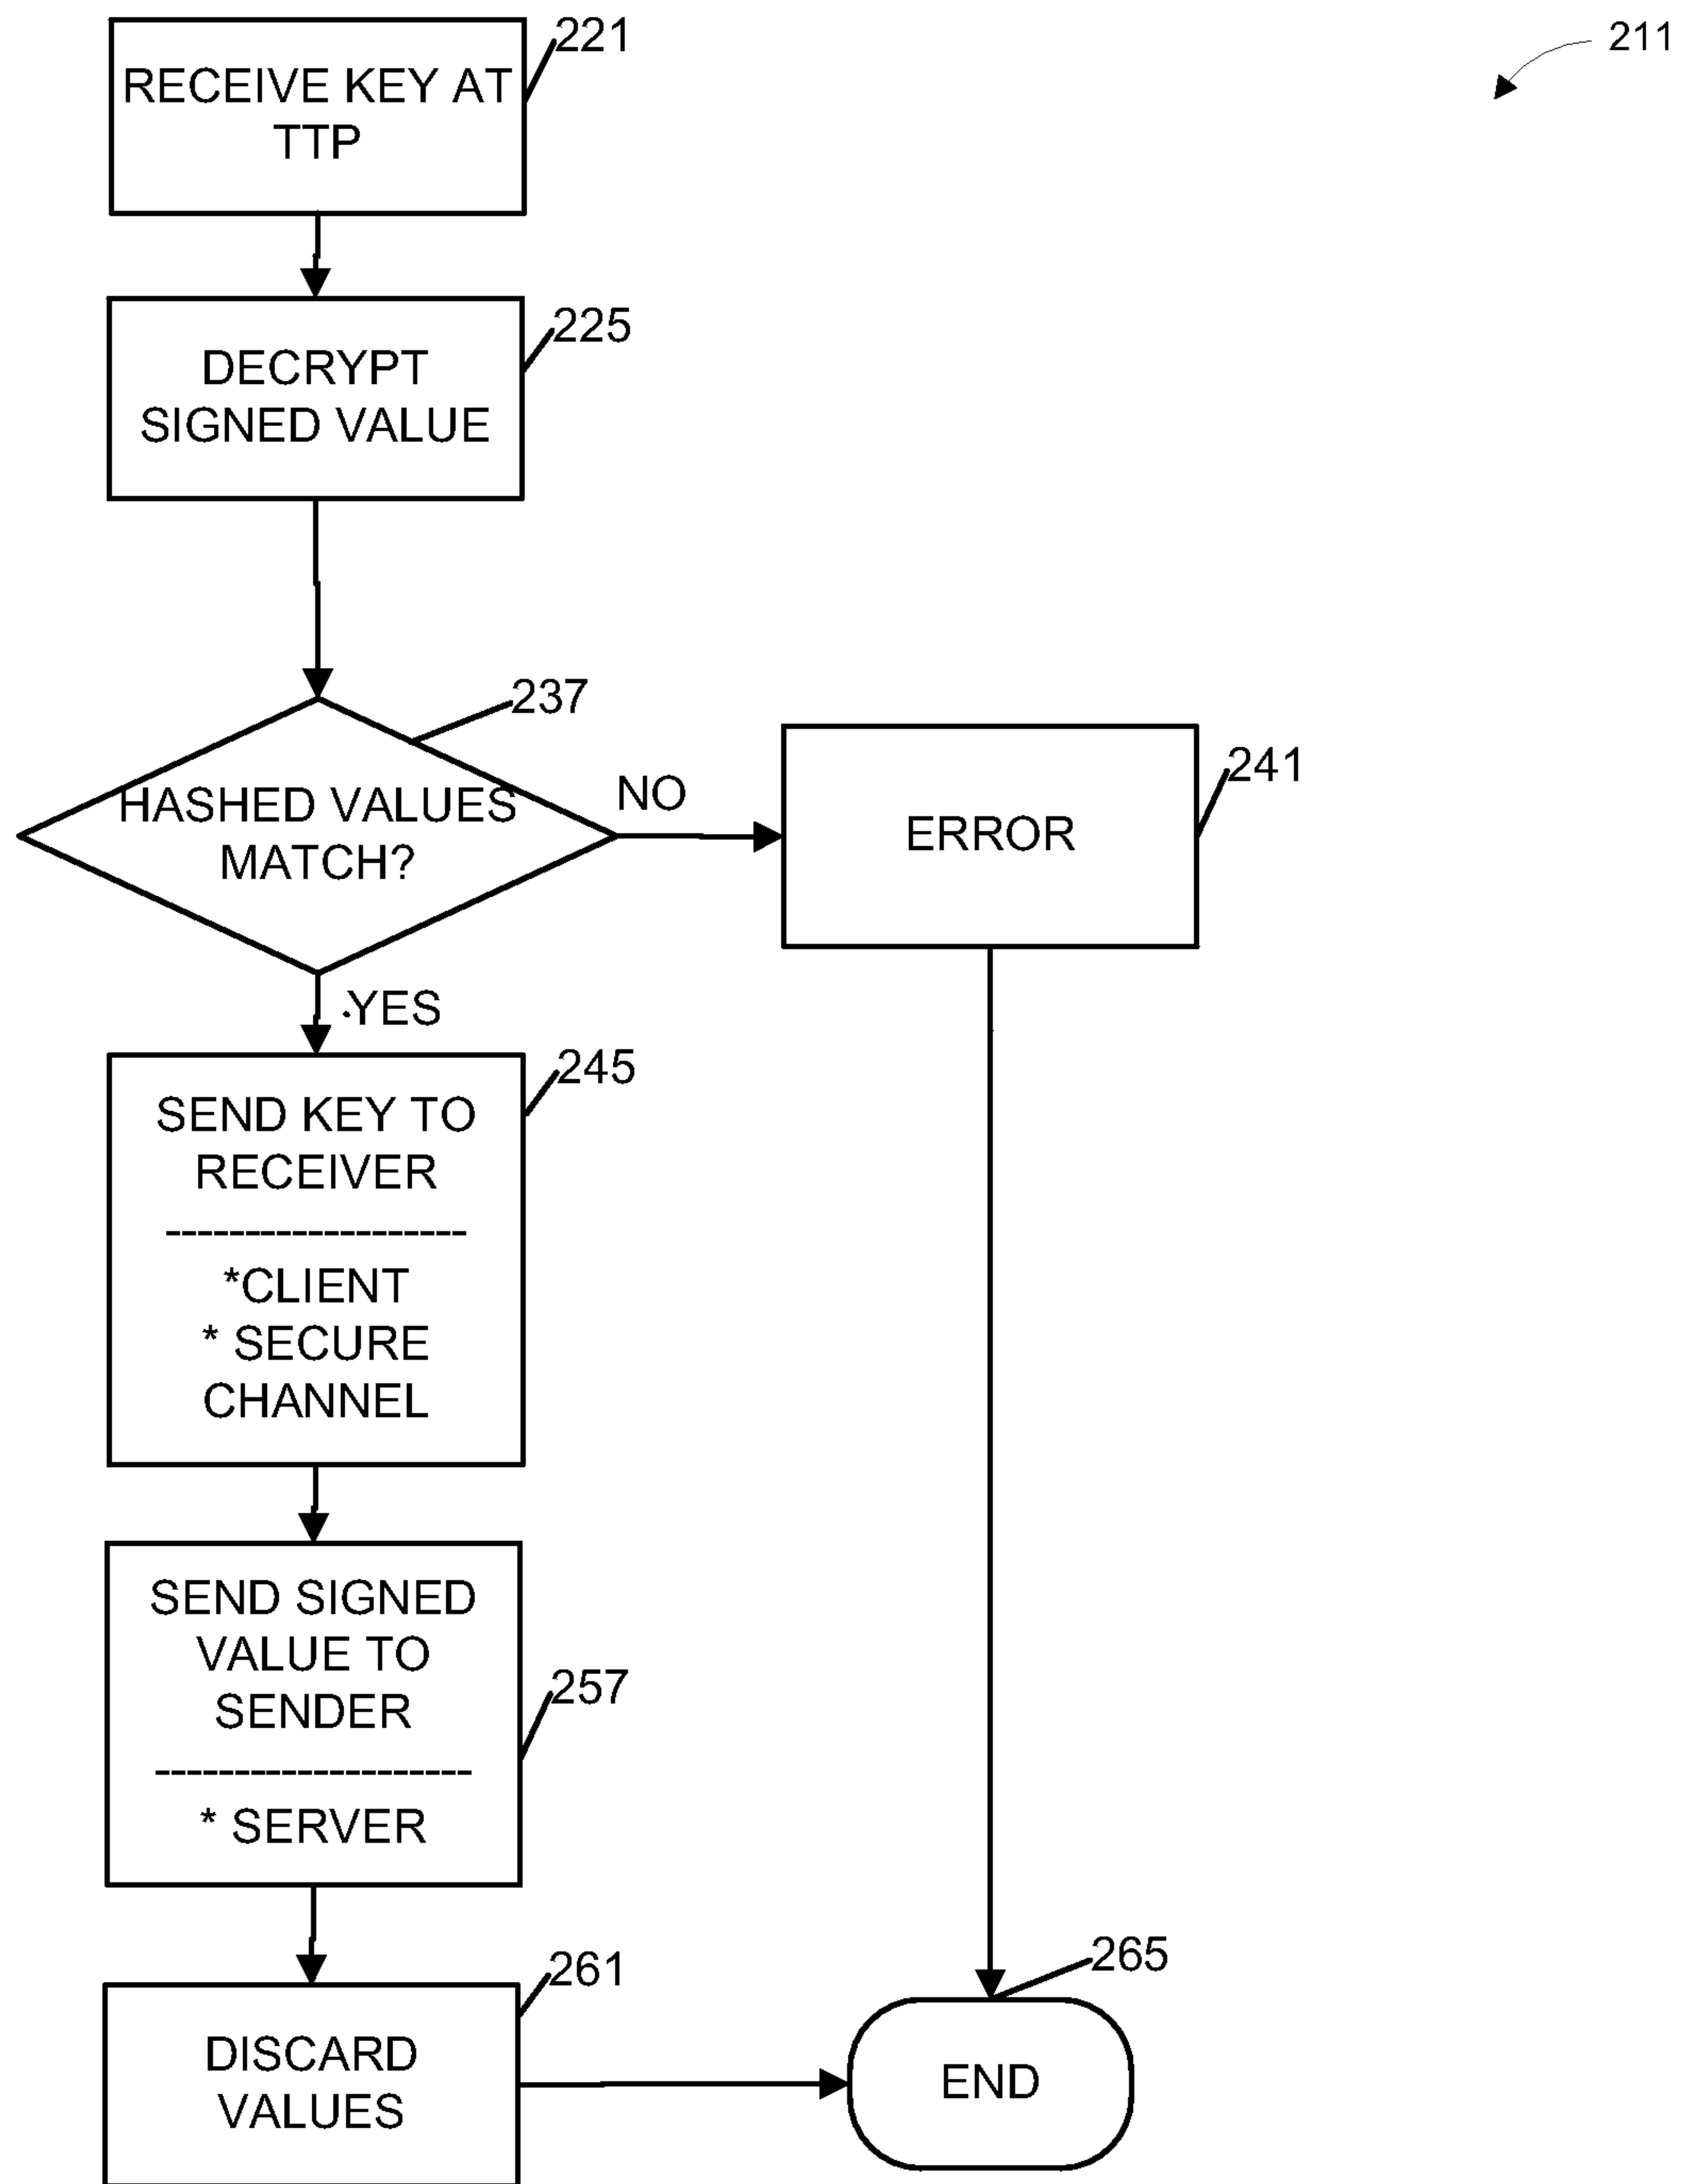 221
211
RECEIVE KEY AT
TTP
225
DECRYPT
SIGNED VALUE
237
HASHED VALUES
MATCH?
NO
241
ERROR
YES
245
SEND KEY TO
RECEIVER
-------------------
*CLIENT
* SECURE
CHANNEL
257
SEND SIGNED
VALUE TO
SENDER
--------------------
* SERVER
261
DISCARD
VALUES
265
END